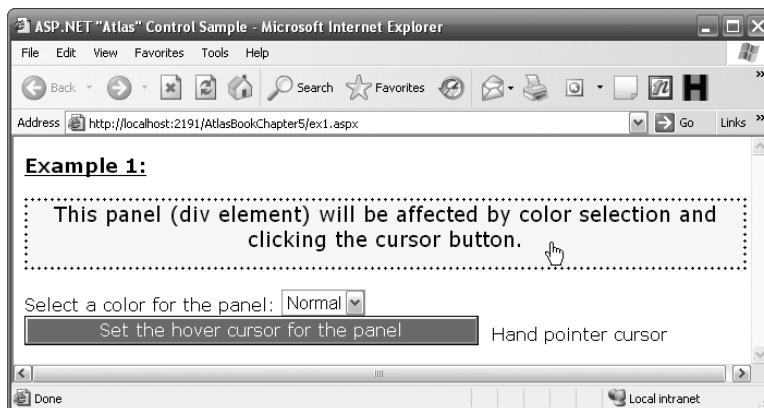 ASP.NET "Atlas" Control Sample - Microsoft Internet Explorer
File Edit View Favorites Tools Help
Back Search Favorites
Address http://localhost:2191/AtlasBookChapter5/ex1.aspx Go Links »
Example 1:
This panel (div element) will be affected by color selection and
clicking the cursor button.
Select a color for the panel: Normal
Set the hover cursor for the panel Hand pointer cursor
Done Local intranet